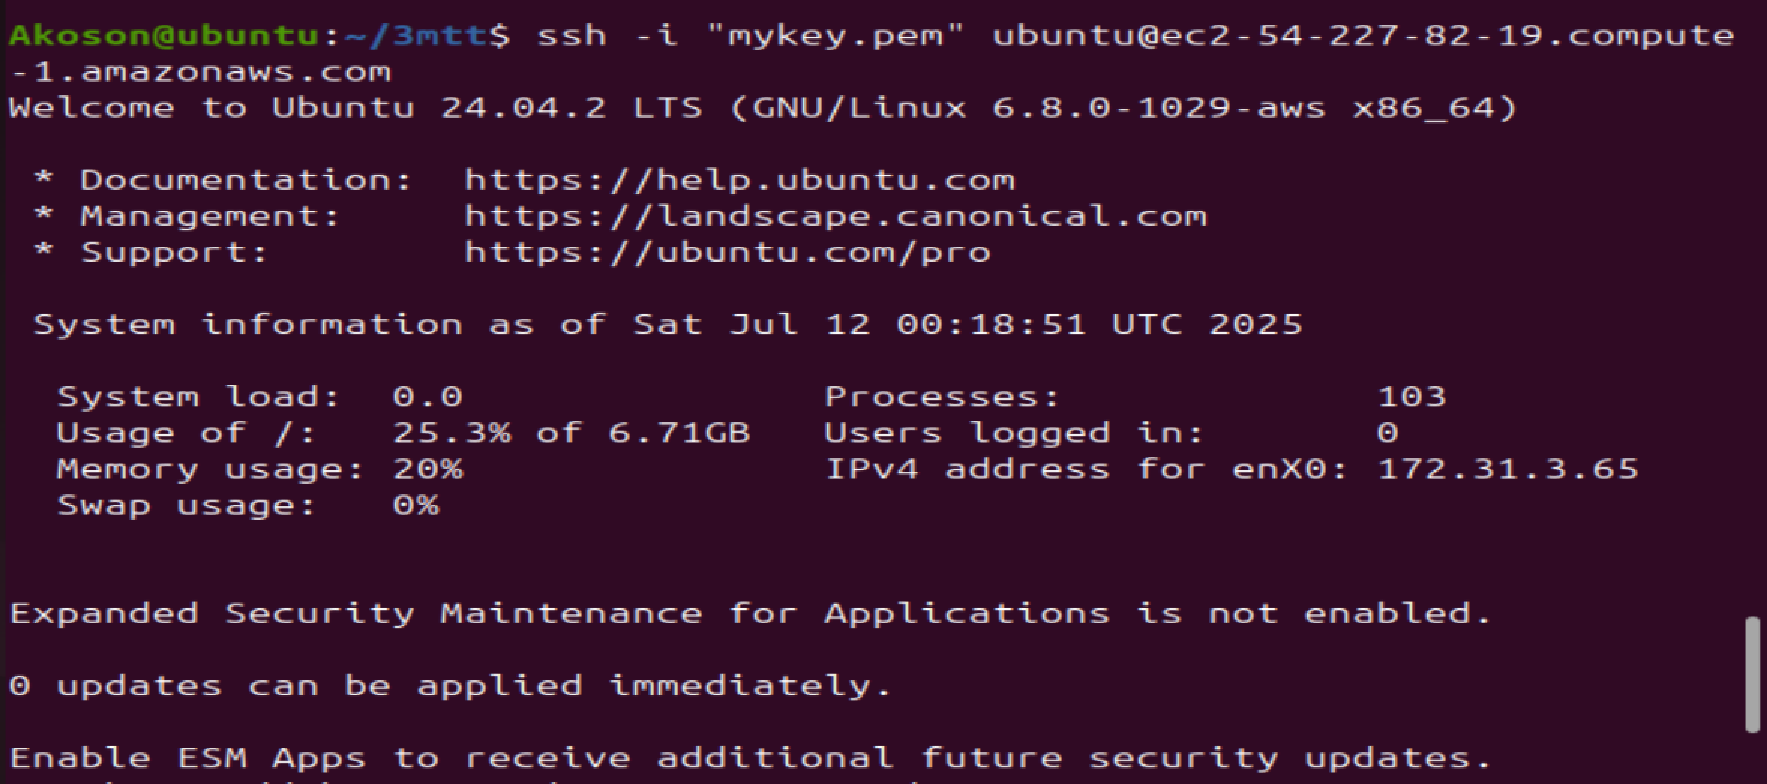 Akoson@ubuntu:~/3mtt$ ssh -i "mykey.pem" ubuntu@ec2-54-227-82-19.compute
-1.amazonaws.com
Welcome to Ubuntu 24.04.2 LTS (GNU/Linux 6.8.0-1029-aws x86_64)
* Documentation:  https://help.ubuntu.com
* Management:     https://landscape.canonical.com
* Support:        https://ubuntu.com/pro
System information as of Sat Jul 12 00:18:51 UTC 2025
System load:  0.0               Processes:             103
Usage of /:   25.3% of 6.71GB   Users logged in:       0
Memory usage: 20%               IPv4 address for enX0: 172.31.3.65
Swap usage:   0%
Expanded Security Maintenance for Applications is not enabled.
0 updates can be applied immediately.
Enable ESM Apps to receive additional future security updates.